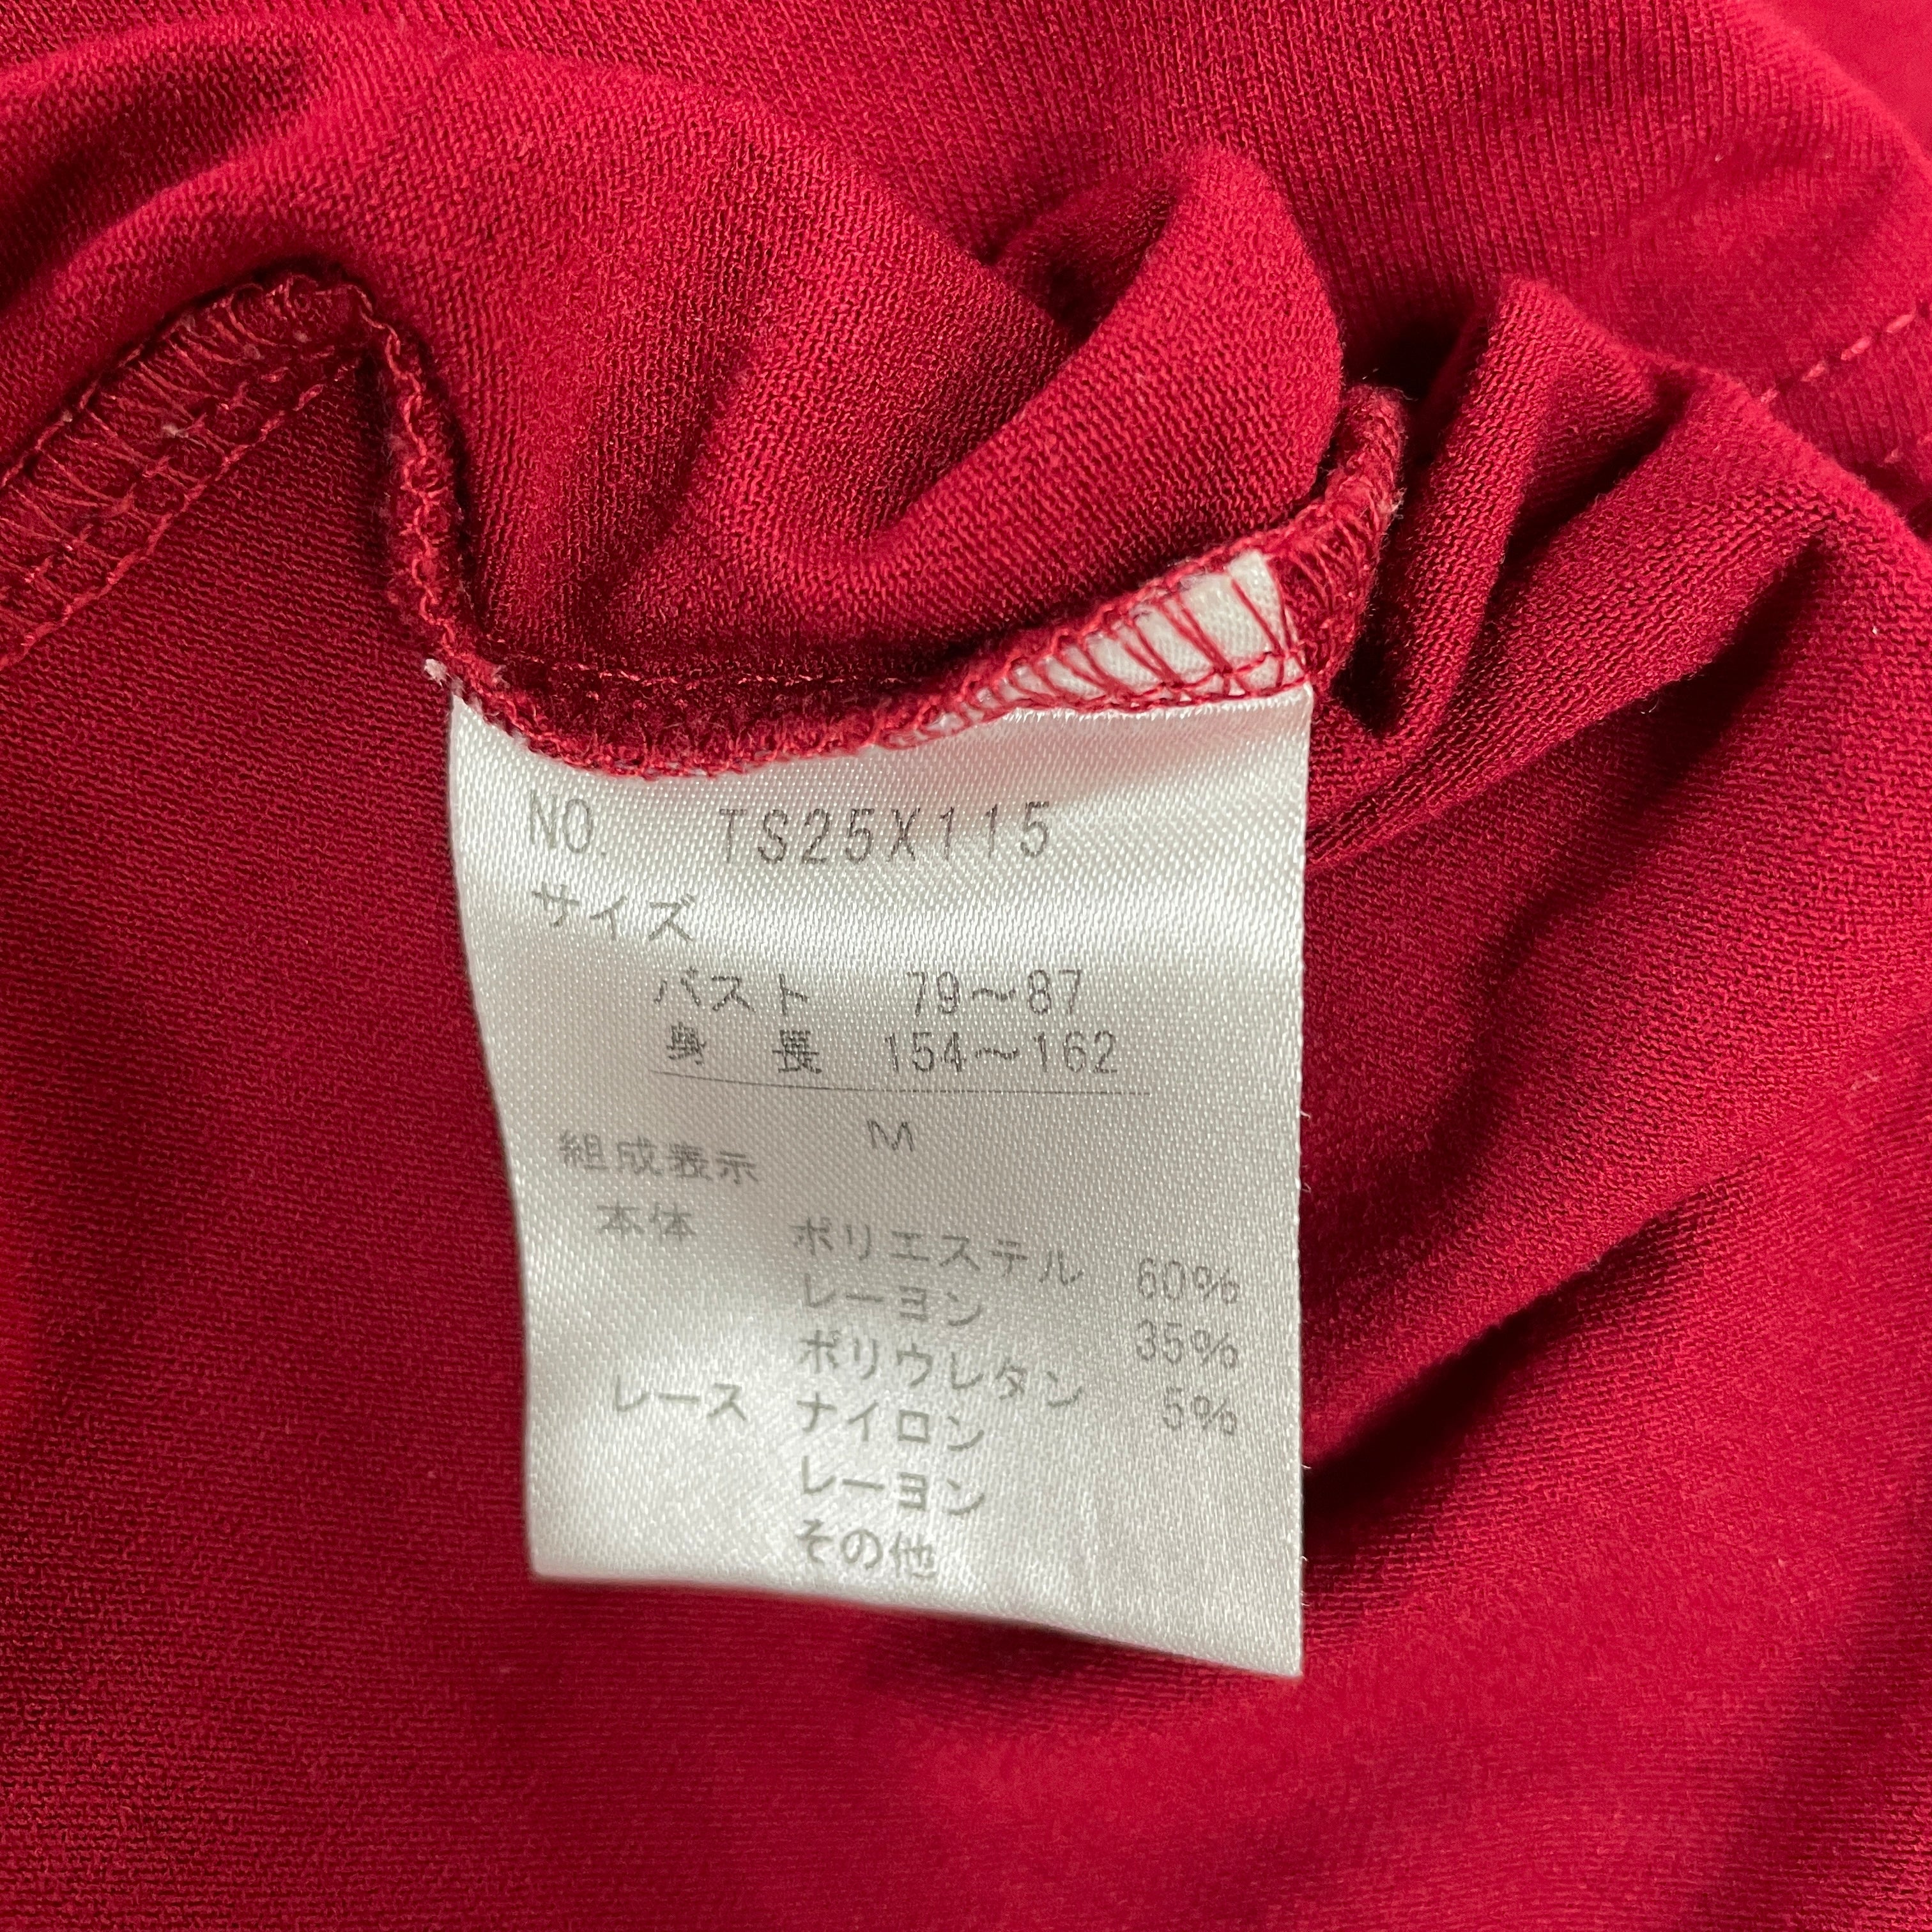 NO. TS25X115
サイズ
バスト 79～87
身長 154～162
M
組成表示
本体 ポリエステル 60%
レーヨン 35%
ポリウレタン 5%
レース ナイロン
レーヨン
その他